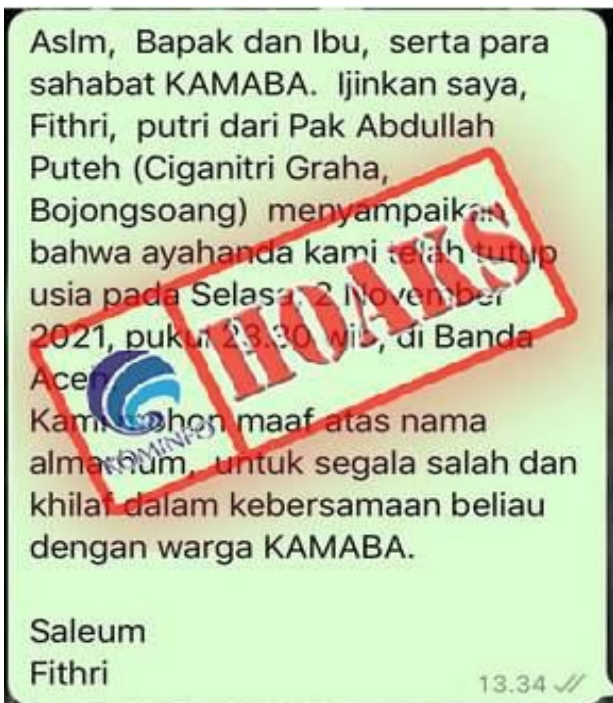 Aslm, Bapak dan Ibu, serta para
sahabat KAMABA. Ijinkan saya,
Fithri, putri dari Pak Abdullah
Puteh (Ciganitri Graha,
Bojongsoang) menyampaikan
bahwa ayahanda kami telah tutup
usia pada Selasa, 2 November
2021, pukul 23.30 wib, di Banda
Aceh.
Kami mohon maaf atas nama
almarhum, untuk segala salah dan
khilaf dalam kebersamaan beliau
dengan warga KAMABA.
Saleum
Fithri
13.34
HOAKS
KOMINFO